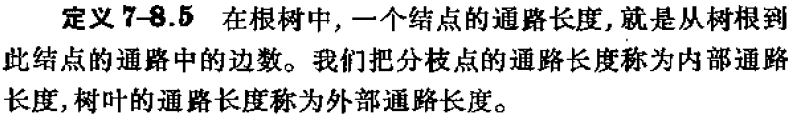 定义 7-8.5 在根树中,一个结点的通路长度,就是从树根到
此结点的通路中的边数。我们把分枝点的通路长度称为内部通路
长度,树叶的通路长度称为外部通路长度。